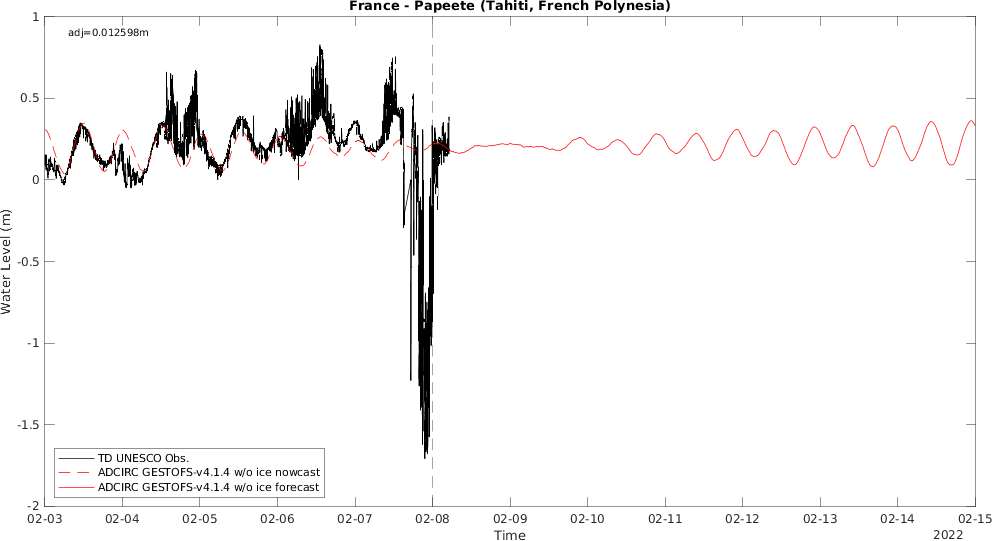 France - Papeete (Tahiti, French Polynesia)
adj=0.012598m
1
0.5
0
-0.5
-1
-1.5
-2
Water Level (m)
TD UNESCO Obs.
ADCIRC GESTOFS-v4.1.4 w/o ice nowcast
ADCIRC GESTOFS-v4.1.4 w/o ice forecast
02-03 02-04 02-05 02-06 02-07 02-08 02-09 02-10 02-11 02-12 02-13 02-14 02-15
Time
2022